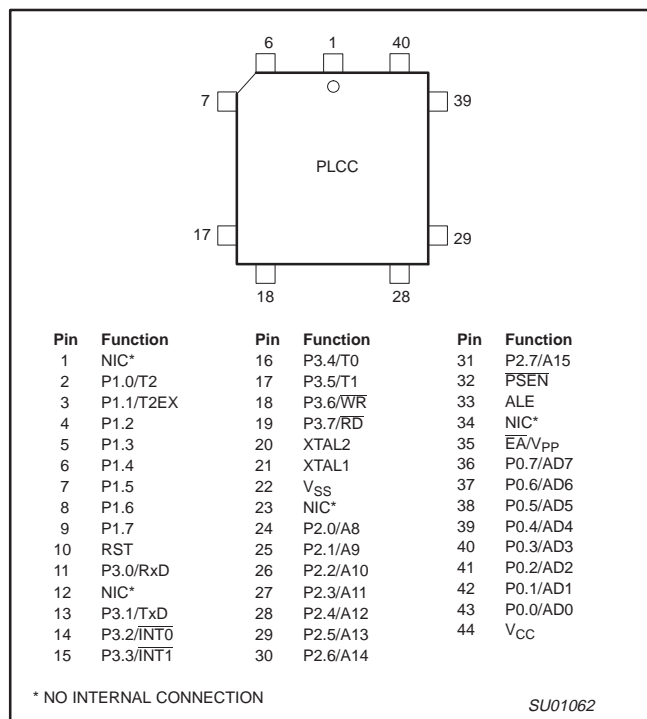 6 1 40
7 39
PLCC
17 29
18 28
Pin Function Pin Function Pin Function
1 NIC* 16 P3.4/T0 31 P2.7/A15
2 P1.0/T2 17 P3.5/T1 32 P̅S̅E̅N̅
3 P1.1/T2EX 18 P3.6/W̅R̅ 33 ALE
4 P1.2 19 P3.7/R̅D̅ 34 NIC*
5 P1.3 20 XTAL2 35 E̅A̅/VPP
6 P1.4 21 XTAL1 36 P0.7/AD7
7 P1.5 22 VSS 37 P0.6/AD6
8 P1.6 23 NIC* 38 P0.5/AD5
9 P1.7 24 P2.0/A8 39 P0.4/AD4
10 RST 25 P2.1/A9 40 P0.3/AD3
11 P3.0/RxD 26 P2.2/A10 41 P0.2/AD2
12 NIC* 27 P2.3/A11 42 P0.1/AD1
13 P3.1/TxD 28 P2.4/A12 43 P0.0/AD0
14 P3.2/I̅N̅T̅0̅ 29 P2.5/A13 44 VCC
15 P3.3/I̅N̅T̅1̅ 30 P2.6/A14
* NO INTERNAL CONNECTION
SU01062